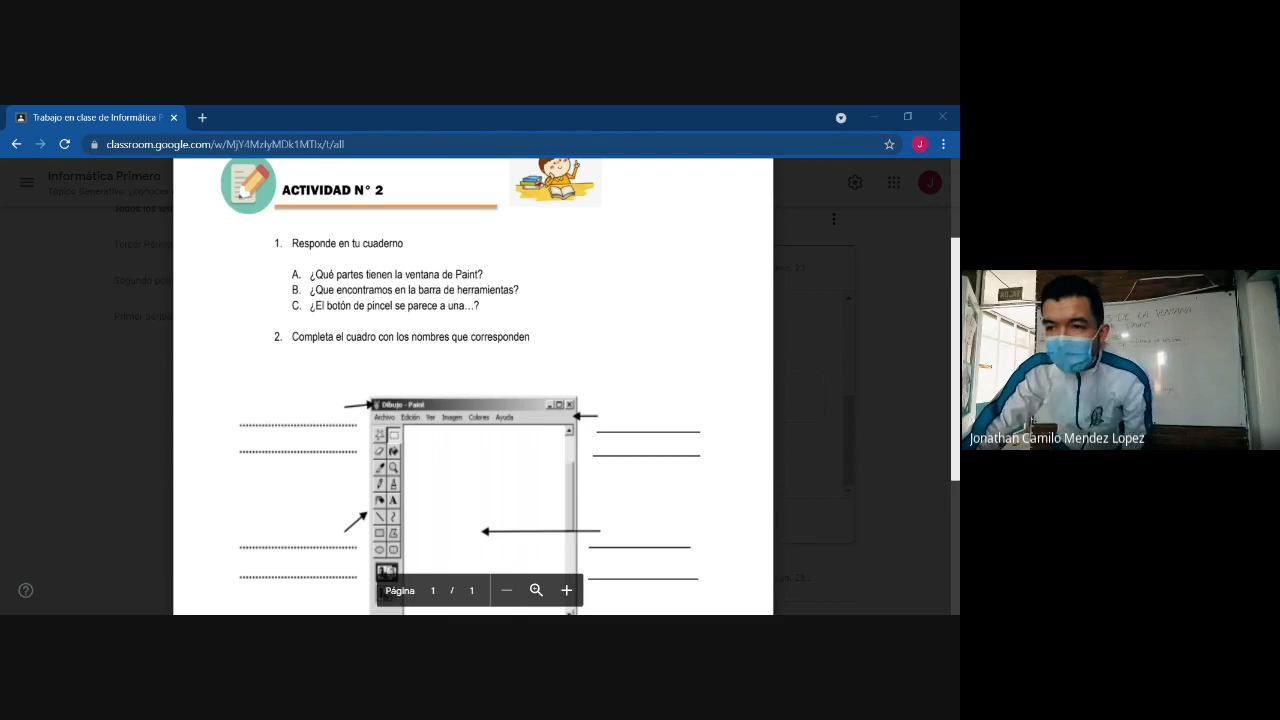 Trabajo en clase de Informática P
classroom.google.com/w/MjY4MzIyMDk1MTIx/t/all
J
Informática Primero
J
ACTIVIDAD N° 2
1. Responde en tu cuaderno
A. ¿Qué partes tienen la ventana de Paint?
B. ¿Que encontramos en la barra de herramientas?
C. ¿El botón de pincel se parece a una…?
2. Completa el cuadro con los nombres que corresponden
Dibujo - Paint
Archivo Edición Ver Imagen Colores Ayuda
A
Página 1 / 1
DE LA VENTANA
Jonathan Camilo Mendez Lopez